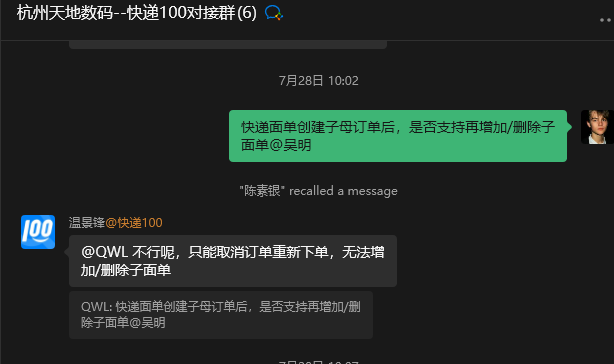 杭州天地数码--快递100对接群(6)
7月28日 10:02
快递面单创建子母订单后，是否支持再增加/删除子
面单@吴明
"陈素银" recalled a message
100
温景锋@快递100
@QWL 不行呢，只能取消订单重新下单，无法增
加/删除子面单
QWL: 快递面单创建子母订单后，是否支持再增加/删
除子面单@吴明